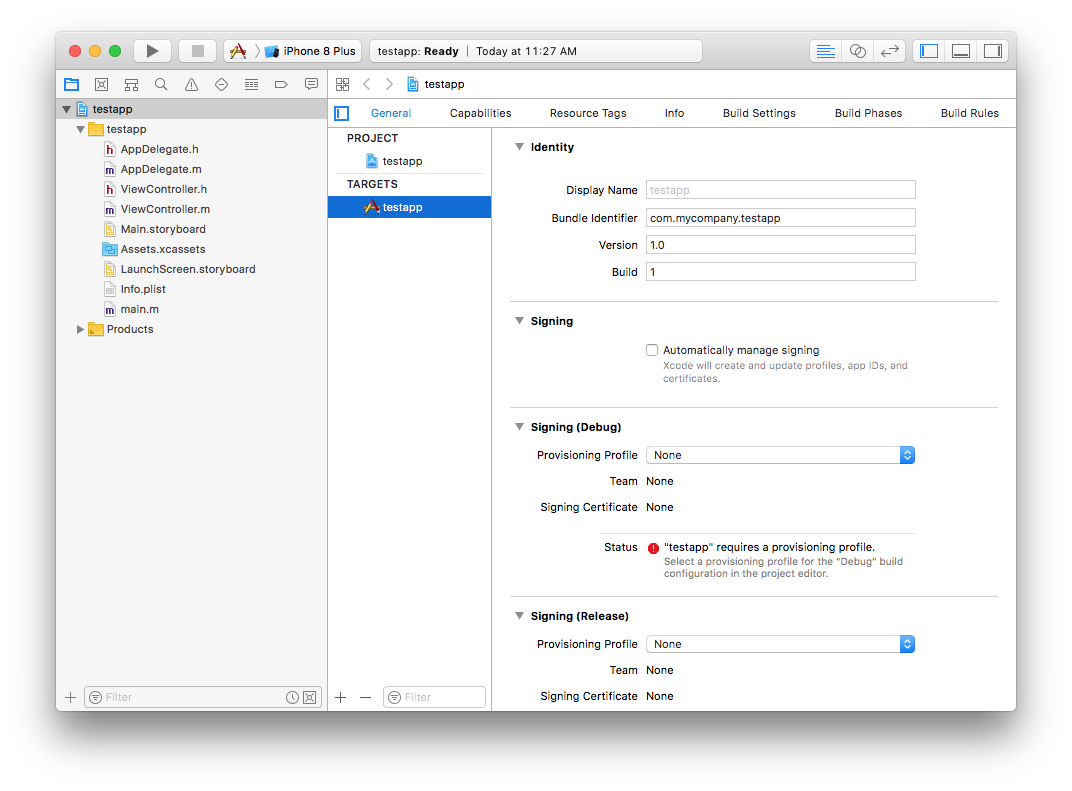 iPhone 8 Plus
testapp: Ready | Today at 11:27 AM
testapp
General Capabilities Resource Tags Info Build Settings Build Phases Build Rules
testapp
testapp
h AppDelegate.h
m AppDelegate.m
h ViewController.h
m ViewController.m
Main.storyboard
Assets.xcassets
LaunchScreen.storyboard
Info.plist
m main.m
Products
Filter
PROJECT
testapp
TARGETS
testapp
Filter
Identity
Display Name testapp
Bundle Identifier com.mycompany.testapp
Version 1.0
Build 1
Signing
Automatically manage signing
Xcode will create and update profiles, app IDs, and
certificates.
Signing (Debug)
Provisioning Profile None
Team None
Signing Certificate None
Status "testapp" requires a provisioning profile.
Select a provisioning profile for the "Debug" build
configuration in the project editor.
Signing (Release)
Provisioning Profile None
Team None
Signing Certificate None